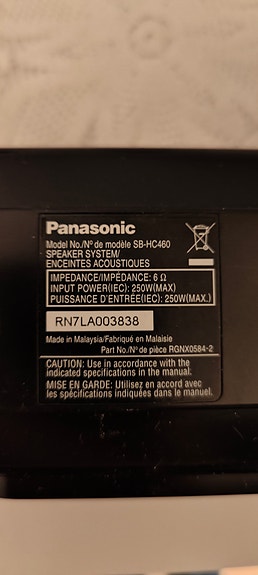 Panasonic
Model No./Nº de modèle SB-HC460
SPEAKER SYSTEM/
ENCEINTES ACOUSTIQUES
IMPEDANCE/IMPÉDANCE: 6 Ω
INPUT POWER(IEC): 250W(MAX)
PUISSANCE D'ENTRÉE(IEC): 250W(MAX.)
RN7LA003838
Made in Malaysia/Fabriqué en Malaisie
Part No./Nº de pièce RGNX0584-2
CAUTION: Use in accordance with the
indicated specifications in the manual.
MISE EN GARDE: Utilisez en accord avec
les spécifications indiquées dans le manuel.